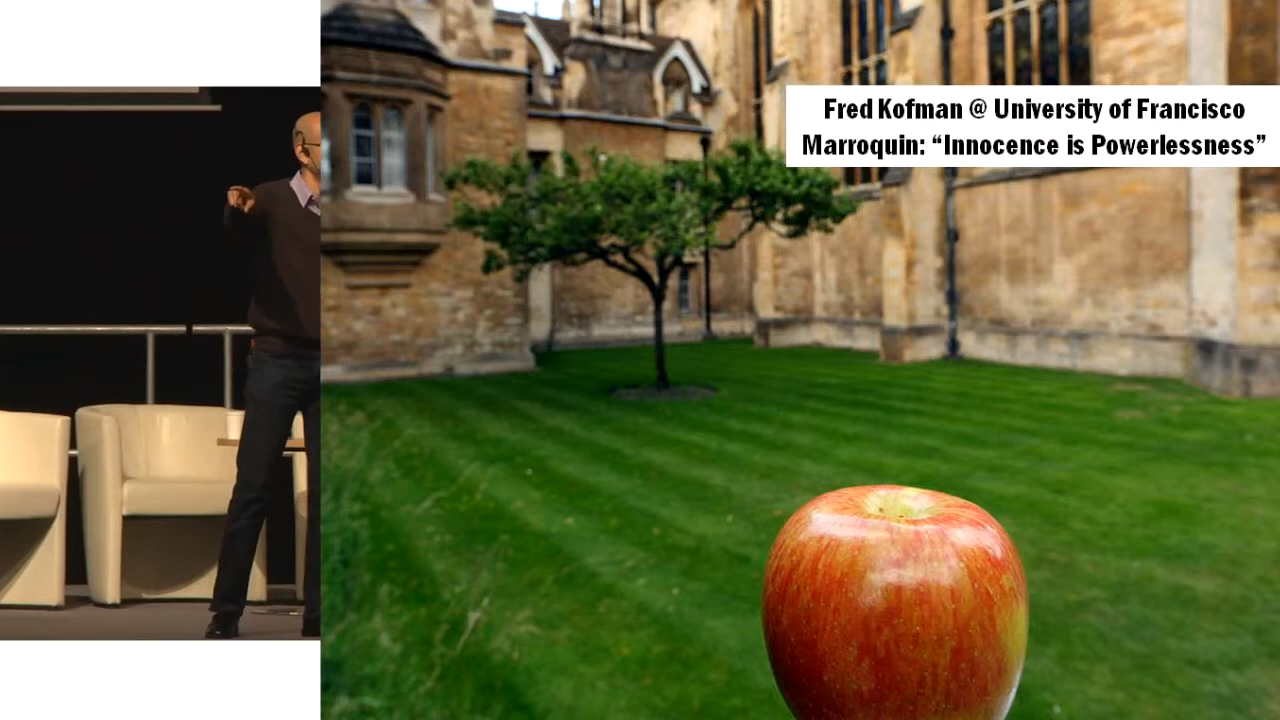 Fred Kofman @ University of Francisco
Marroquin: “Innocence is Powerlessness”